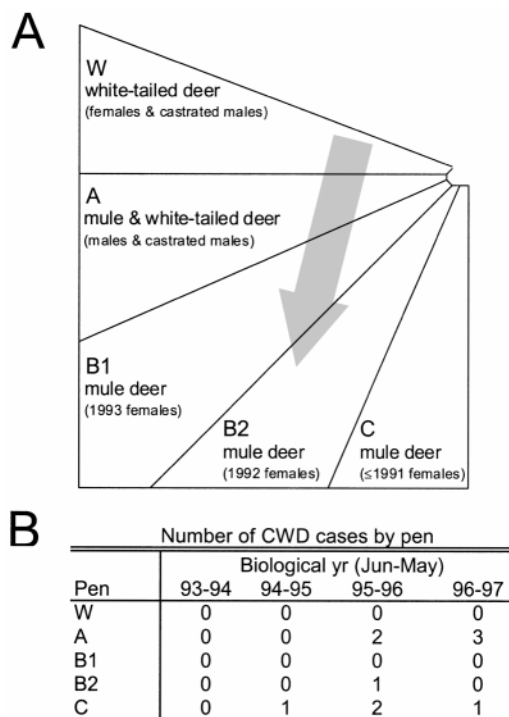 A
W
white-tailed deer
(females & castrated males)
A
mule & white-tailed deer
(males & castrated males)
B1
mule deer
(1993 females)
B2
mule deer
(1992 females)
C
mule deer
(≤1991 females)
B
Number of CWD cases by pen
Biological yr (Jun-May)
Pen 93-94 94-95 95-96 96-97
W 0 0 0 0
A 0 0 2 3
B1 0 0 0 0
B2 0 0 1 0
C 0 1 2 1